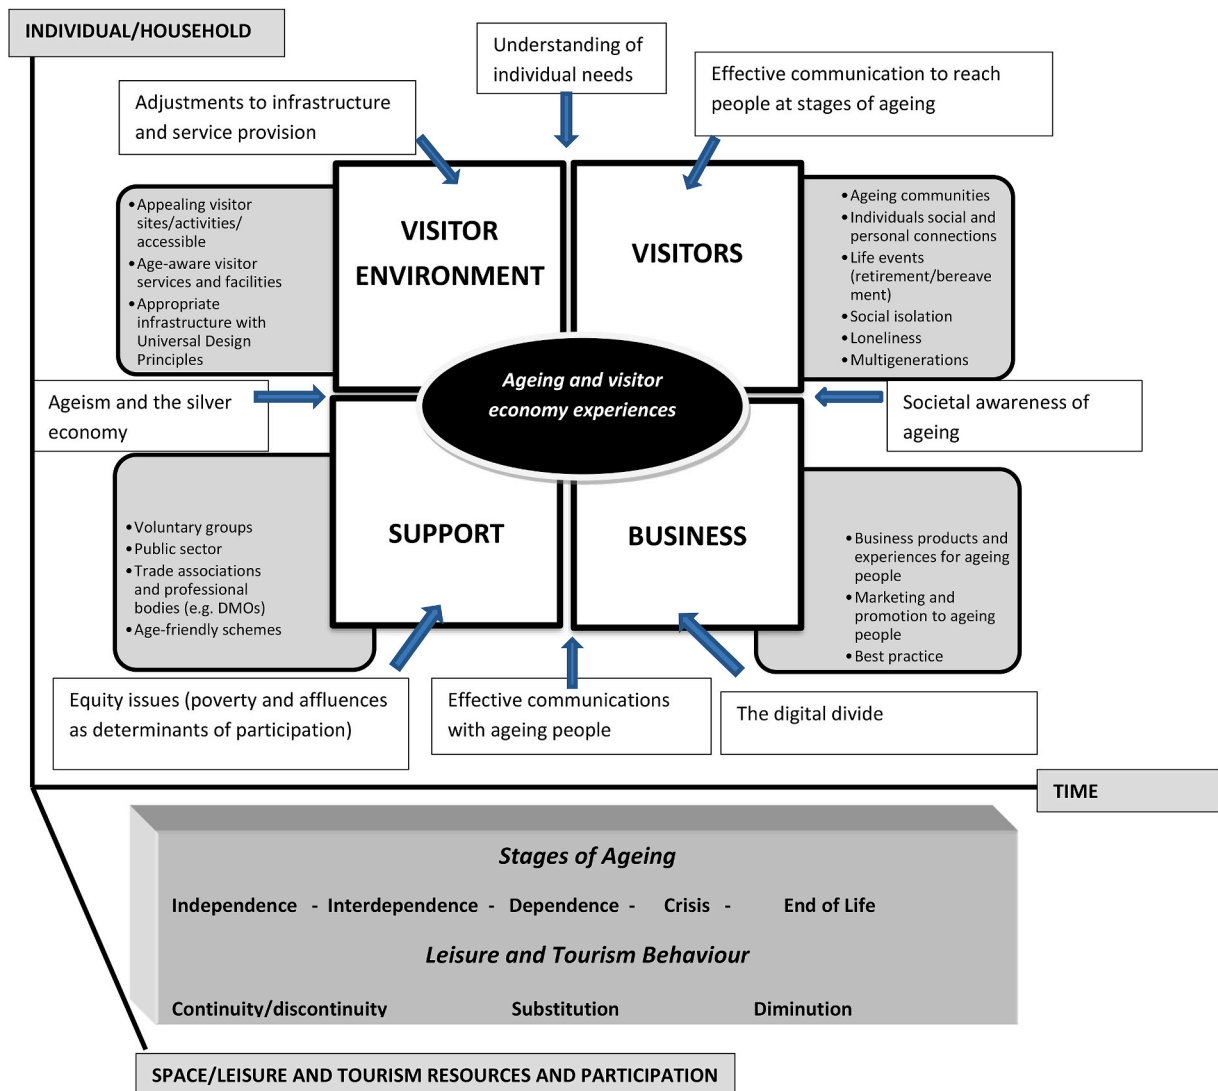 INDIVIDUAL/HOUSEHOLD
Understanding of
individual needs
Effective communication to reach
people at stages of ageing
Adjustments to infrastructure
and service provision
VISITOR
ENVIRONMENT
VISITORS
•Appealing visitor
sites/activities/
accessible
•Age-aware visitor
services and facilities
•Appropriate
infrastructure with
Universal Design
Principles
•Ageing communities
•Individuals social and
personal connections
•Life events
(retirement/bereave
ment)
•Social isolation
•Loneliness
•Multigenerations
Ageing and visitor
economy experiences
Ageism and the silver
economy
Societal awareness of
ageing
SUPPORT
BUSINESS
•Voluntary groups
•Public sector
•Trade associations
and professional
bodies (e.g. DMOs)
•Age-friendly schemes
•Business products and
experiences for ageing
people
•Marketing and
promotion to ageing
people
•Best practice
Equity issues (poverty and affluences
as determinants of participation)
Effective communications
with ageing people
The digital divide
TIME
Stages of Ageing
Independence - Interdependence - Dependence - Crisis - End of Life
Leisure and Tourism Behaviour
Continuity/discontinuity Substitution Diminution
SPACE/LEISURE AND TOURISM RESOURCES AND PARTICIPATION